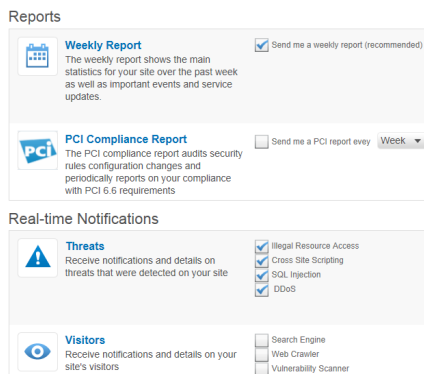 Reports
Weekly Report
Send me a weekly report (recommended)
The weekly report shows the main
statistics for your site over the past week
as well as important events and service
updates.
PCI
PCI Compliance Report
Send me a PCI report evey Week
The PCI compliance report audits security
rules configuration changes and
periodically reports on your compliance
with PCI 6.6 requirements
Real-time Notifications
Threats
Receive notifications and details on
threats that were detected on your site
Illegal Resource Access
Cross Site Scripting
SQL Injection
DDoS
Visitors
Receive notifications and details on your
site's visitors
Search Engine
Web Crawler
Vulnerability Scanner